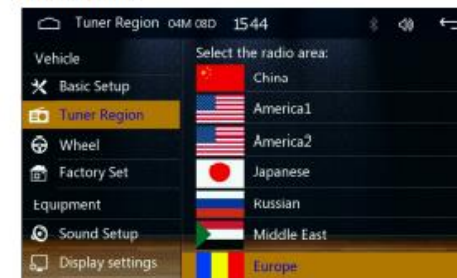 Tuner Region 04M 08D 15:44
Vehicle
Basic Setup
Tuner Region
Wheel
Factory Set
Equipment
Sound Setup
Display settings
Select the radio area:
China
America1
America2
Japanese
Russian
Middle East
Europe